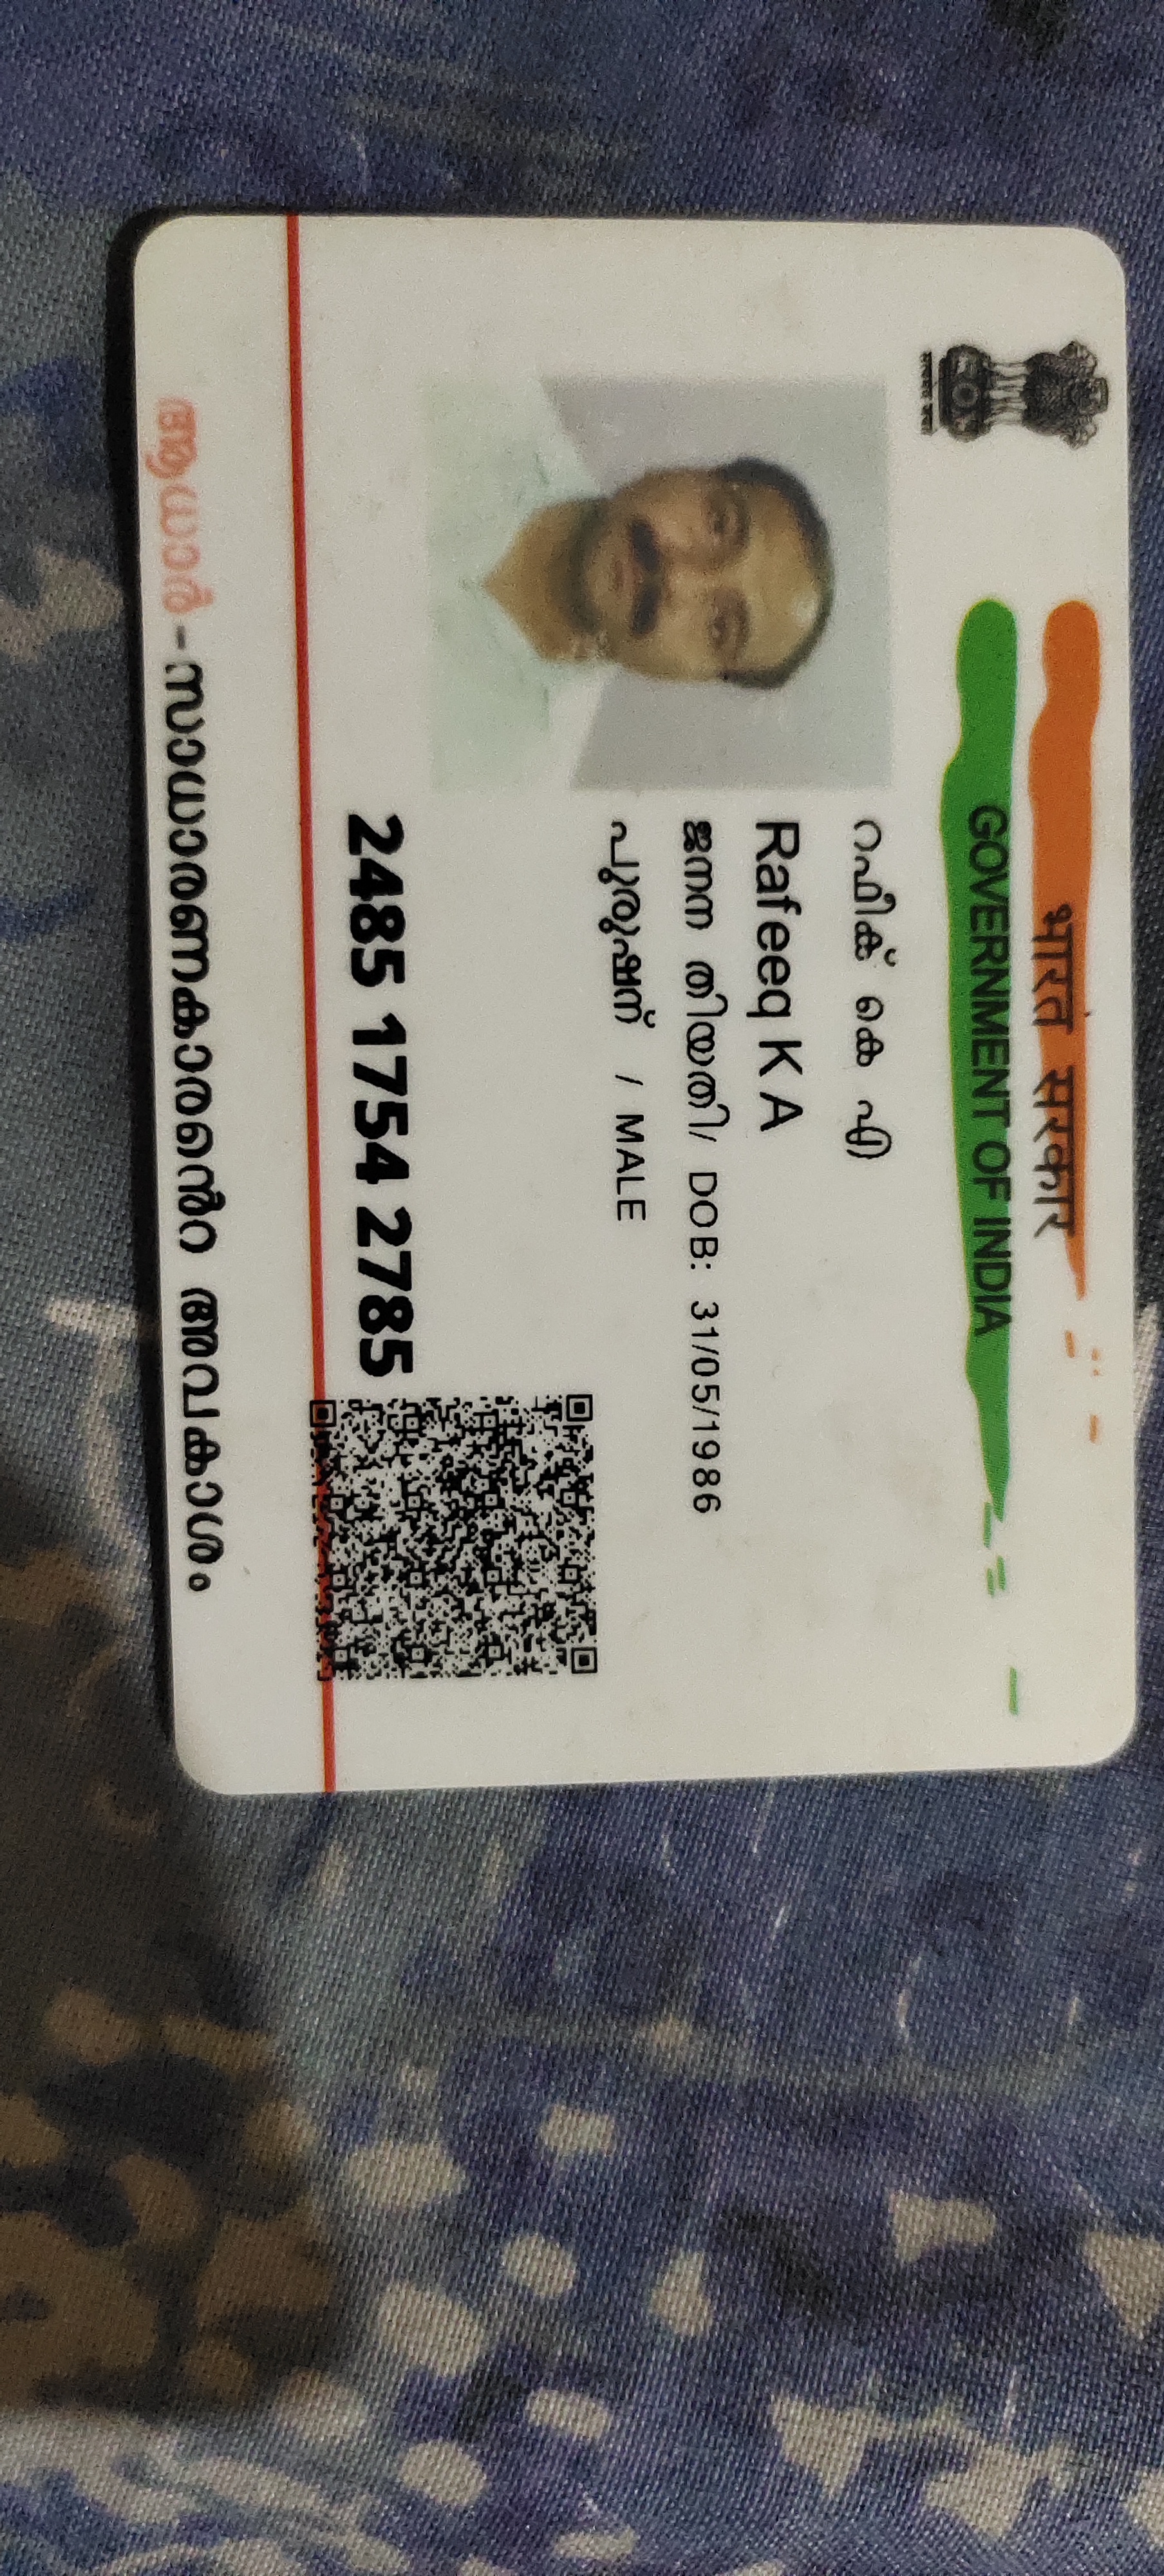 भारत सरकार
GOVERNMENT OF INDIA
റഫീക് കെ എ
Rafeeq K A
ജനന തിയതി/ DOB: 31/05/1986
പുരുഷന് / MALE
2485 1754 2785
ആധാർ - സാധാരണകാരന്റെ അവകാശം